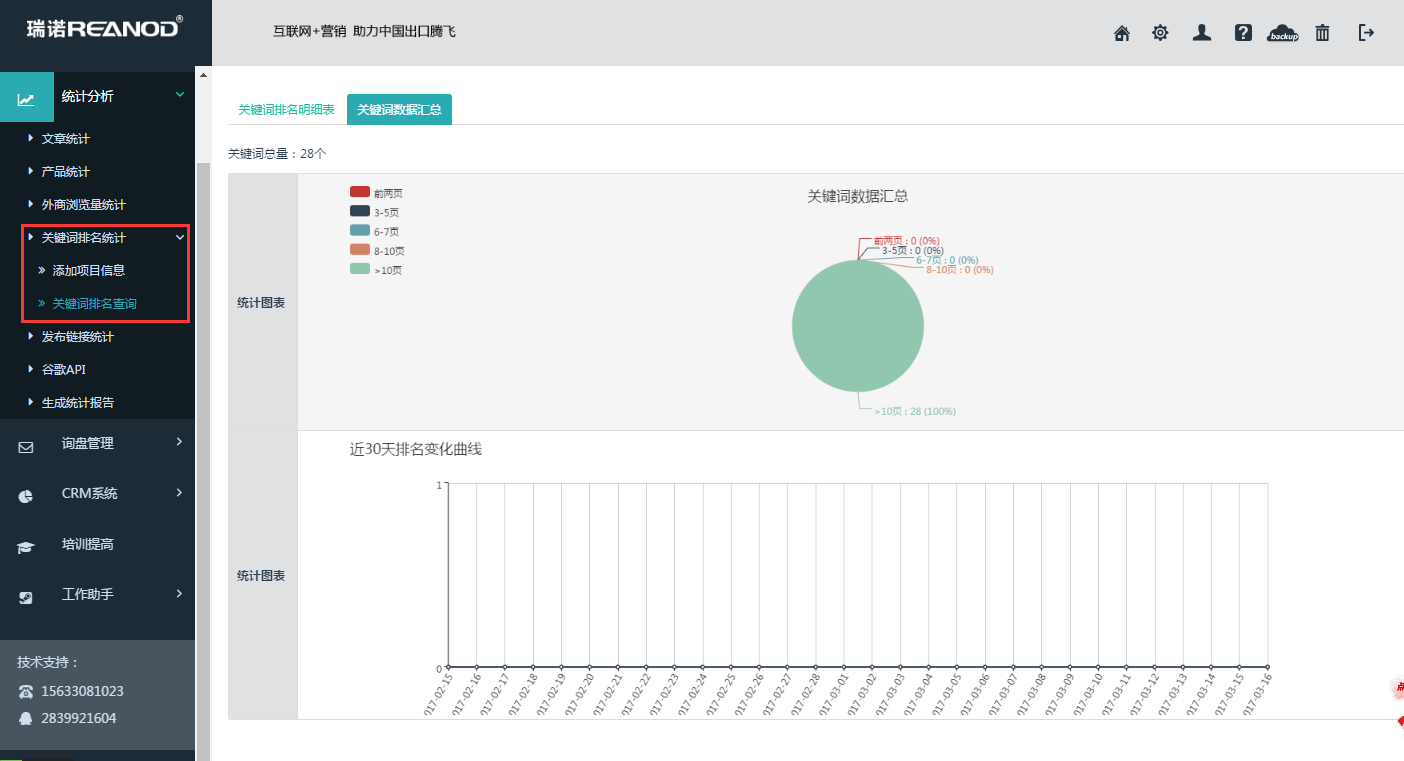 瑞诺REANOD®
互联网+营销 助力中国出口腾飞
backup
统计分析
文章统计
产品统计
外商浏览量统计
关键词排名统计
添加项目信息
关键词排名查询
发布链接统计
谷歌API
生成统计报告
询盘管理
CRM系统
培训提高
工作助手
技术支持：
15633081023
2839921604
关键词排名明细表
关键词数据汇总
关键词总量：28个
统计图表
前两页
3-5页
6-7页
8-10页
>10页
关键词数据汇总
前两页 : 0 (0%)
3-5页 : 0 (0%)
6-7页 : 0 (0%)
8-10页 : 0 (0%)
>10页 : 28 (100%)
统计图表
近30天排名变化曲线
1
0
017-02-15
017-02-16
017-02-17
017-02-18
017-02-19
017-02-20
017-02-21
017-02-22
017-02-23
017-02-24
017-02-25
017-02-26
017-02-27
017-02-28
017-03-01
017-03-02
017-03-03
017-03-04
017-03-05
017-03-06
017-03-07
017-03-08
017-03-09
017-03-10
017-03-11
017-03-12
017-03-13
017-03-14
017-03-15
017-03-16
点